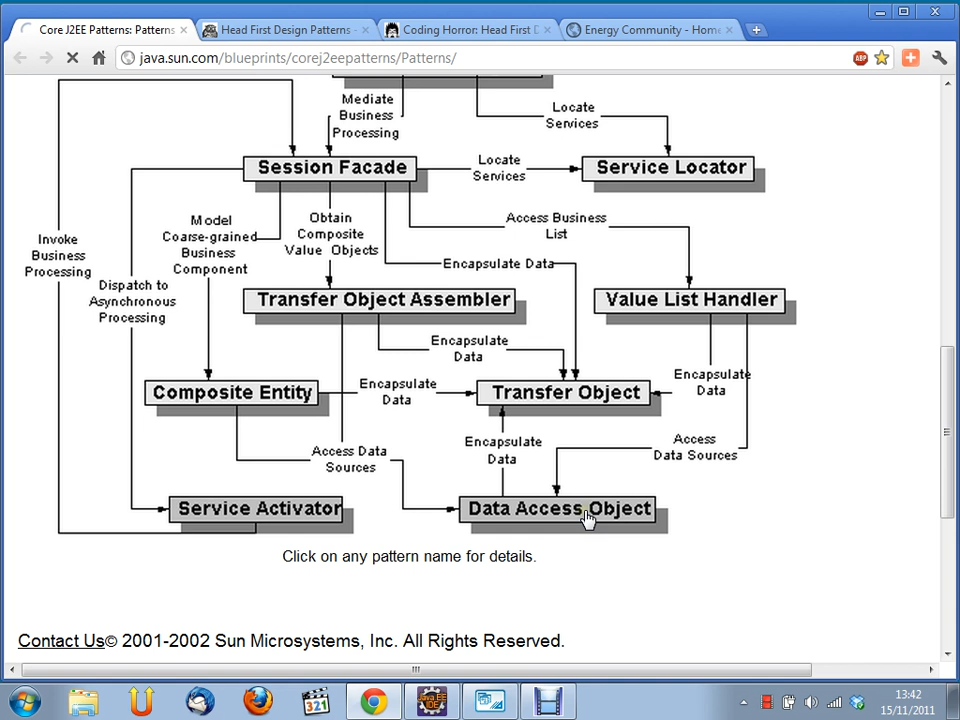 Core J2EE Patterns: Patterns
Head First Design Patterns -
Coding Horror: Head First D
Energy Community - Home
java.sun.com/blueprints/corej2eepatterns/Patterns/
ABP
Mediate
Business
Processing
Locate
Services
Session Facade
Locate
Services
Service Locator
Model
Coarse-grained
Business
Component
Obtain
Composite
Value Objects
Access Business
List
Invoke
Business
Processing
Encapsulate Data
Dispatch to
Asynchronous
Processing
Transfer Object Assembler
Value List Handler
Encapsulate
Data
Encapsulate
Data
Composite Entity
Encapsulate
Data
Transfer Object
Encapsulate
Data
Access
Data Sources
Access Data
Sources
Service Activator
Data Access Object
Click on any pattern name for details.
Contact Us© 2001-2002 Sun Microsystems, Inc. All Rights Reserved.
321
Java EE
IDE
13:42
15/11/2011